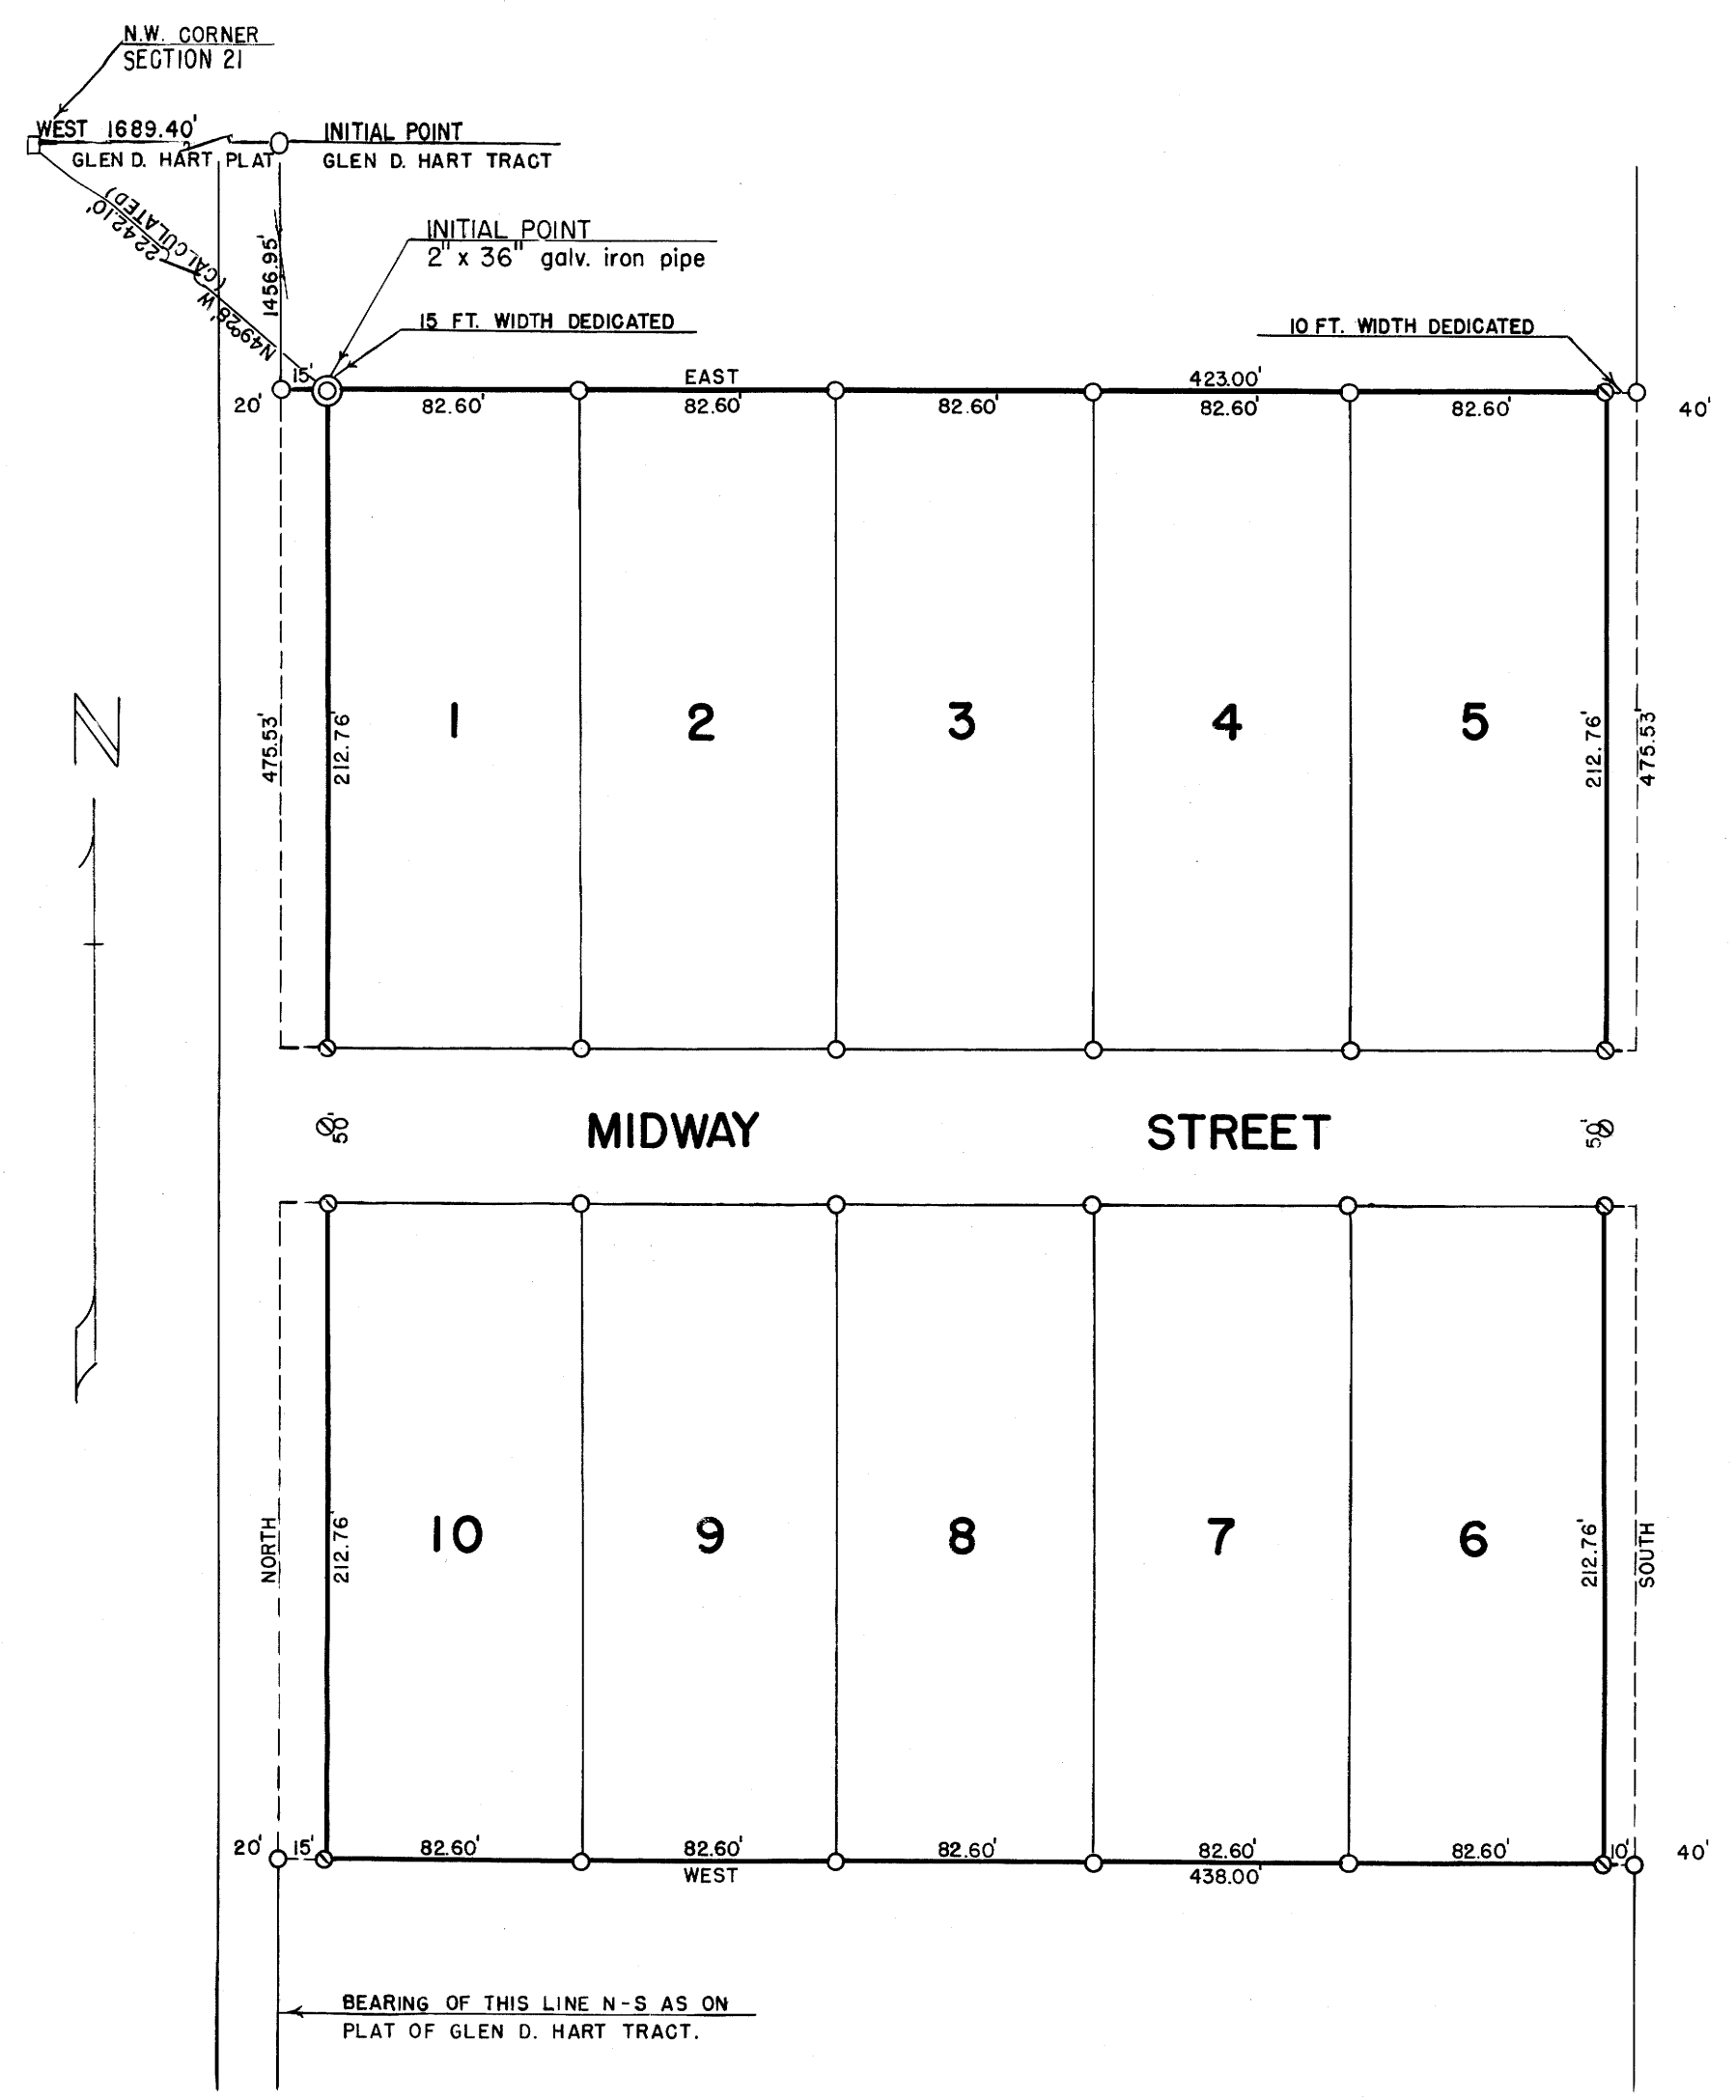 N.W. CORNER
SECTION 21
WEST 1689.40'
GLEN D. HART PLAT
INITIAL POINT
GLEN D. HART TRACT
N49°28'W 2242.10'
(CALCULATED)
1456.95'
INITIAL POINT
2" x 36" galv. iron pipe
15 FT. WIDTH DEDICATED
10 FT. WIDTH DEDICATED
15'
EAST
423.00'
20'
82.60'
82.60'
82.60'
82.60'
82.60'
40'
N
475.53'
212.76'
1
2
3
4
5
212.76'
475.53'
50'
MIDWAY STREET
50'
NORTH
212.76'
10
9
8
7
6
212.76'
SOUTH
20'
15'
82.60'
82.60'
82.60'
82.60'
82.60'
10'
40'
WEST
438.00'
BEARING OF THIS LINE N-S AS ON
PLAT OF GLEN D. HART TRACT.